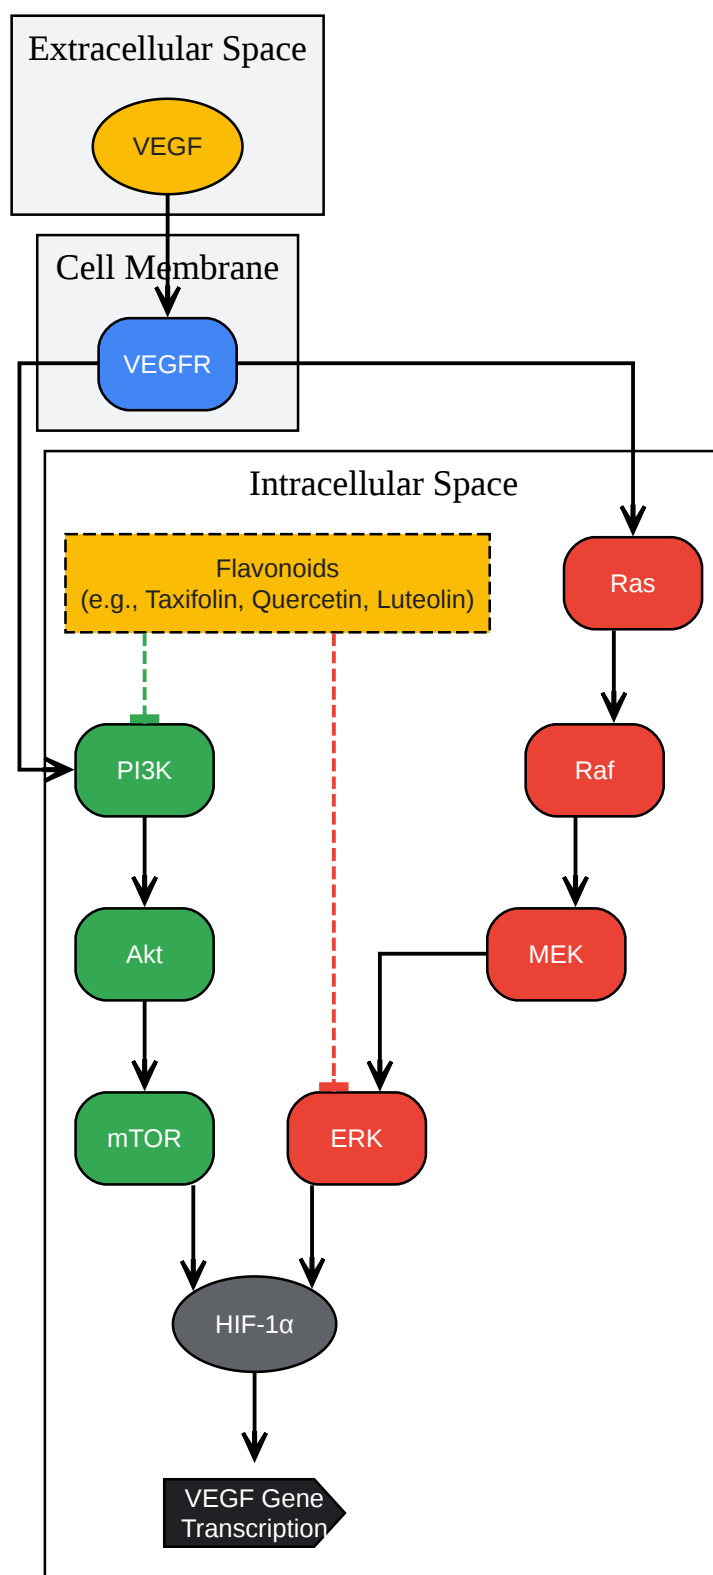 Extracellular Space
VEGF
Cell Membrane
VEGFR
Intracellular Space
Flavonoids
(e.g., Taxifolin, Quercetin, Luteolin)
Ras
PI3K
Raf
Akt
MEK
mTOR
ERK
HIF-1α
VEGF Gene
Transcription